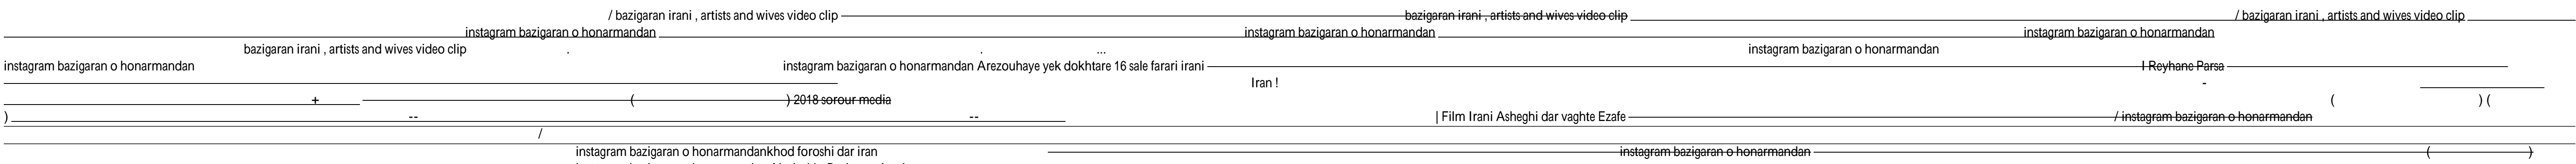 / bazigaran irani , artists and wives video clip bazigaran irani , artists and wives video clip / bazigaran irani , artists and wives video clip
instagram bazigaran o honarmandan instagram bazigaran o honarmandan instagram bazigaran o honarmandan
bazigaran irani , artists and wives video clip . . ... instagram bazigaran o honarmandan
instagram bazigaran o honarmandan instagram bazigaran o honarmandan Arezouhaye yek dokhtare 16 sale farari irani I Reyhane Parsa
Iran ! -
+ ( ) 2018 sorour media ( ) (
) -- -- | Film Irani Asheghi dar vaghte Ezafe / instagram bazigaran o honarmandan
/
instagram bazigaran o honarmandankhod foroshi dar iran instagram bazigaran o honarmandan ( )